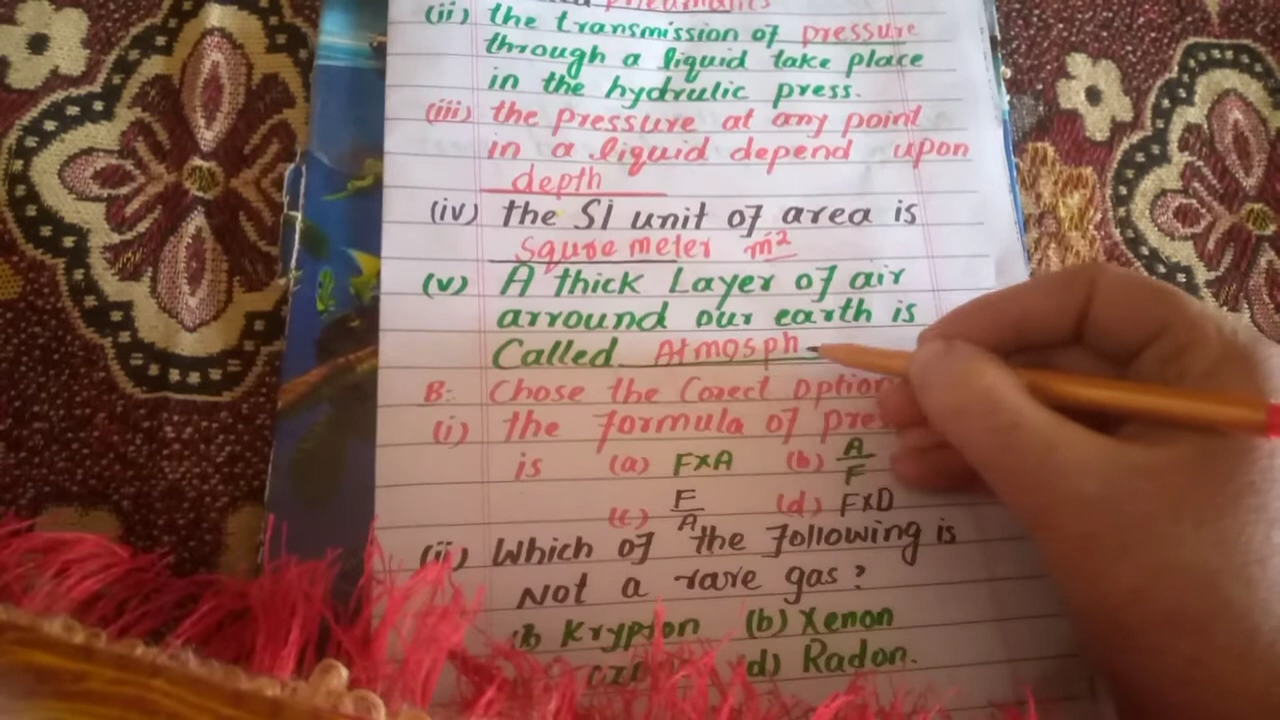 pneumatics
(ii) the transmission of pressure
through a liquid take place
in the hydrulic press.
(iii) the pressure at any point
in a liquid depend upon
depth
(iv) the SI unit of area is
Squre meter m²
(v) A thick Layer of air
arround our earth is
Called Atmosph
B: Chose the Corect option
(i) the formula of pres
is (a) F×A (b) A/F
(c) F/A (d) F×D
(ii) Which of the following is
Not a rare gas?
Krypton (b) Xenon
d) Radon.